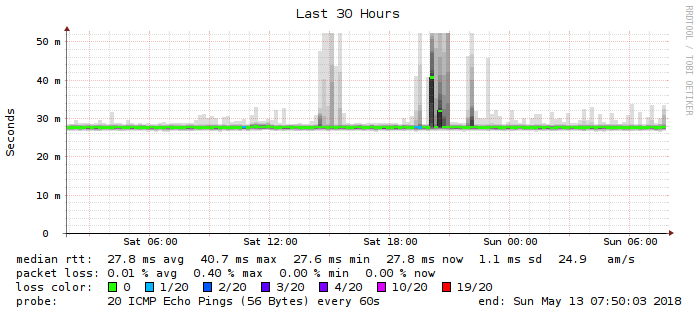 Last 30 Hours
RRDTOOL / TOBI OETIKER
Seconds
50 m
40 m
30 m
20 m
10 m
0
Sat 06:00 Sat 12:00 Sat 18:00 Sun 00:00 Sun 06:00
median rtt: 27.8 ms avg 40.7 ms max 27.6 ms min 27.8 ms now 1.1 ms sd 24.9 am/s
packet loss: 0.01 % avg 0.40 % max 0.00 % min 0.00 % now
loss color: 0 1/20 2/20 3/20 4/20 10/20 19/20
probe: 20 ICMP Echo Pings (56 Bytes) every 60s end: Sun May 13 07:50:03 2018